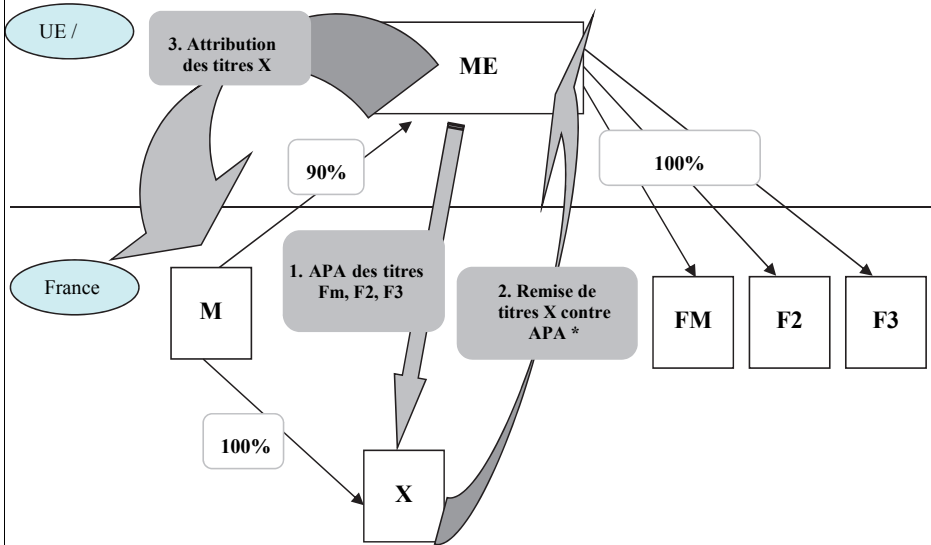 UE /
3. Attribution
des titres X
ME
90%
100%
France
M
1. APA des titres
Fm, F2, F3
2. Remise de
titres X contre
APA *
FM
F2
F3
100%
X